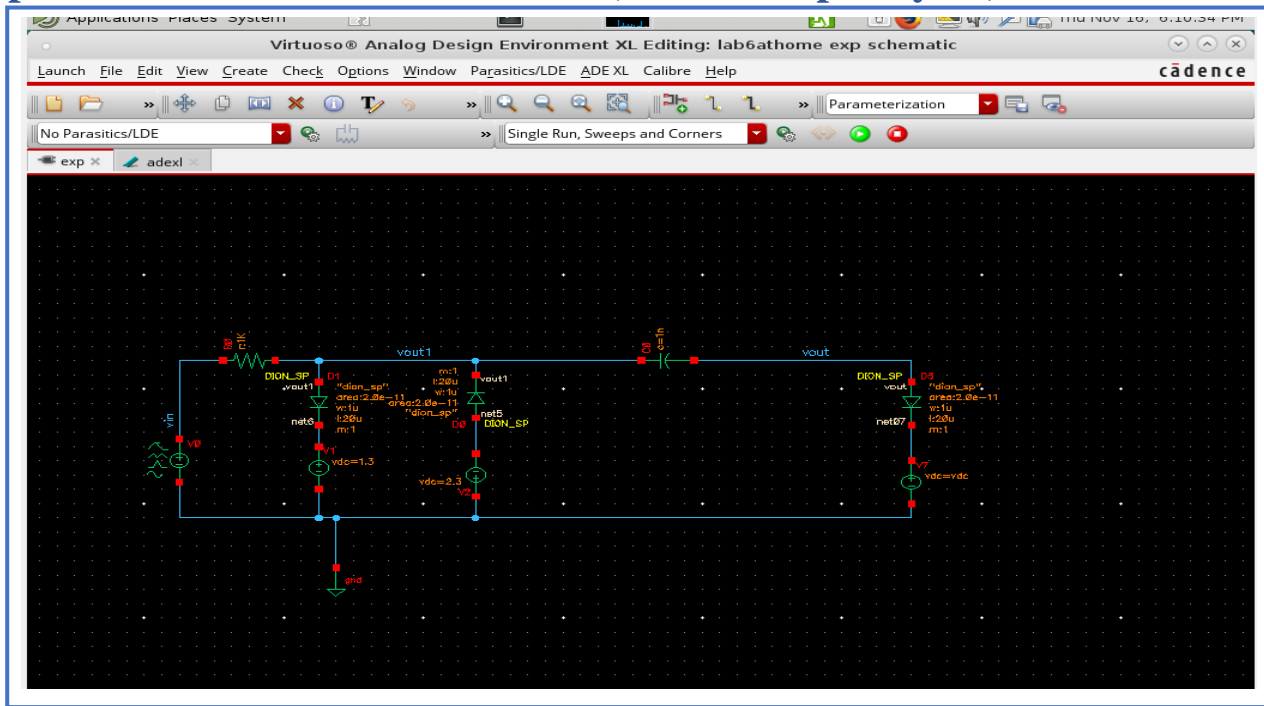 Applications Places System
Thu Nov 16, 6:10:34 PM
Virtuoso® Analog Design Environment XL Editing: lab6athome exp schematic
Launch File Edit View Create Check Options Window Parasitics/LDE ADE XL Calibre Help
cādence
» » » Parameterization
No Parasitics/LDE » Single Run, Sweeps and Corners
exp adexl
R0
r:1K
vout1
C0
c=1n
vout
DION_SP D1
vout1
"dion_sp"
area:2.0e-11
w:1u
l:20u
m:1
net6
m:1
l:20u
w:1u
area:2.0e-11
"dion_sp"
vout1
net5
D0 DION_SP
DION_SP D5
vout
"dion_sp"
area:2.0e-11
w:1u
l:20u
m:1
net07
vin
V0
V1
vdc=1.3
vdc=2.3
V2
V7
vdc=vdc
gnd